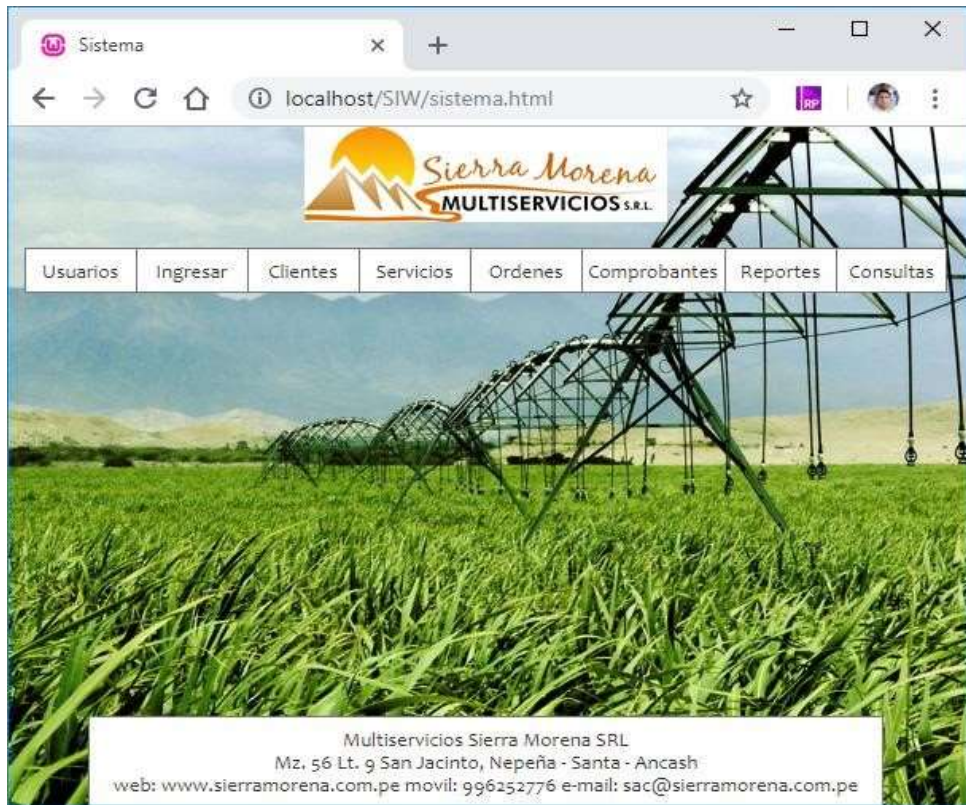 Sistema
localhost/SIW/sistema.html
RP
Sierra Morena
MULTISERVICIOS S.R.L.
Usuarios Ingresar Clientes Servicios Ordenes Comprobantes Reportes Consultas
Multiservicios Sierra Morena SRL
Mz. 56 Lt. 9 San Jacinto, Nepeña - Santa - Ancash
web: www.sierramorena.com.pe movil: 996252776 e-mail: sac@sierramorena.com.pe